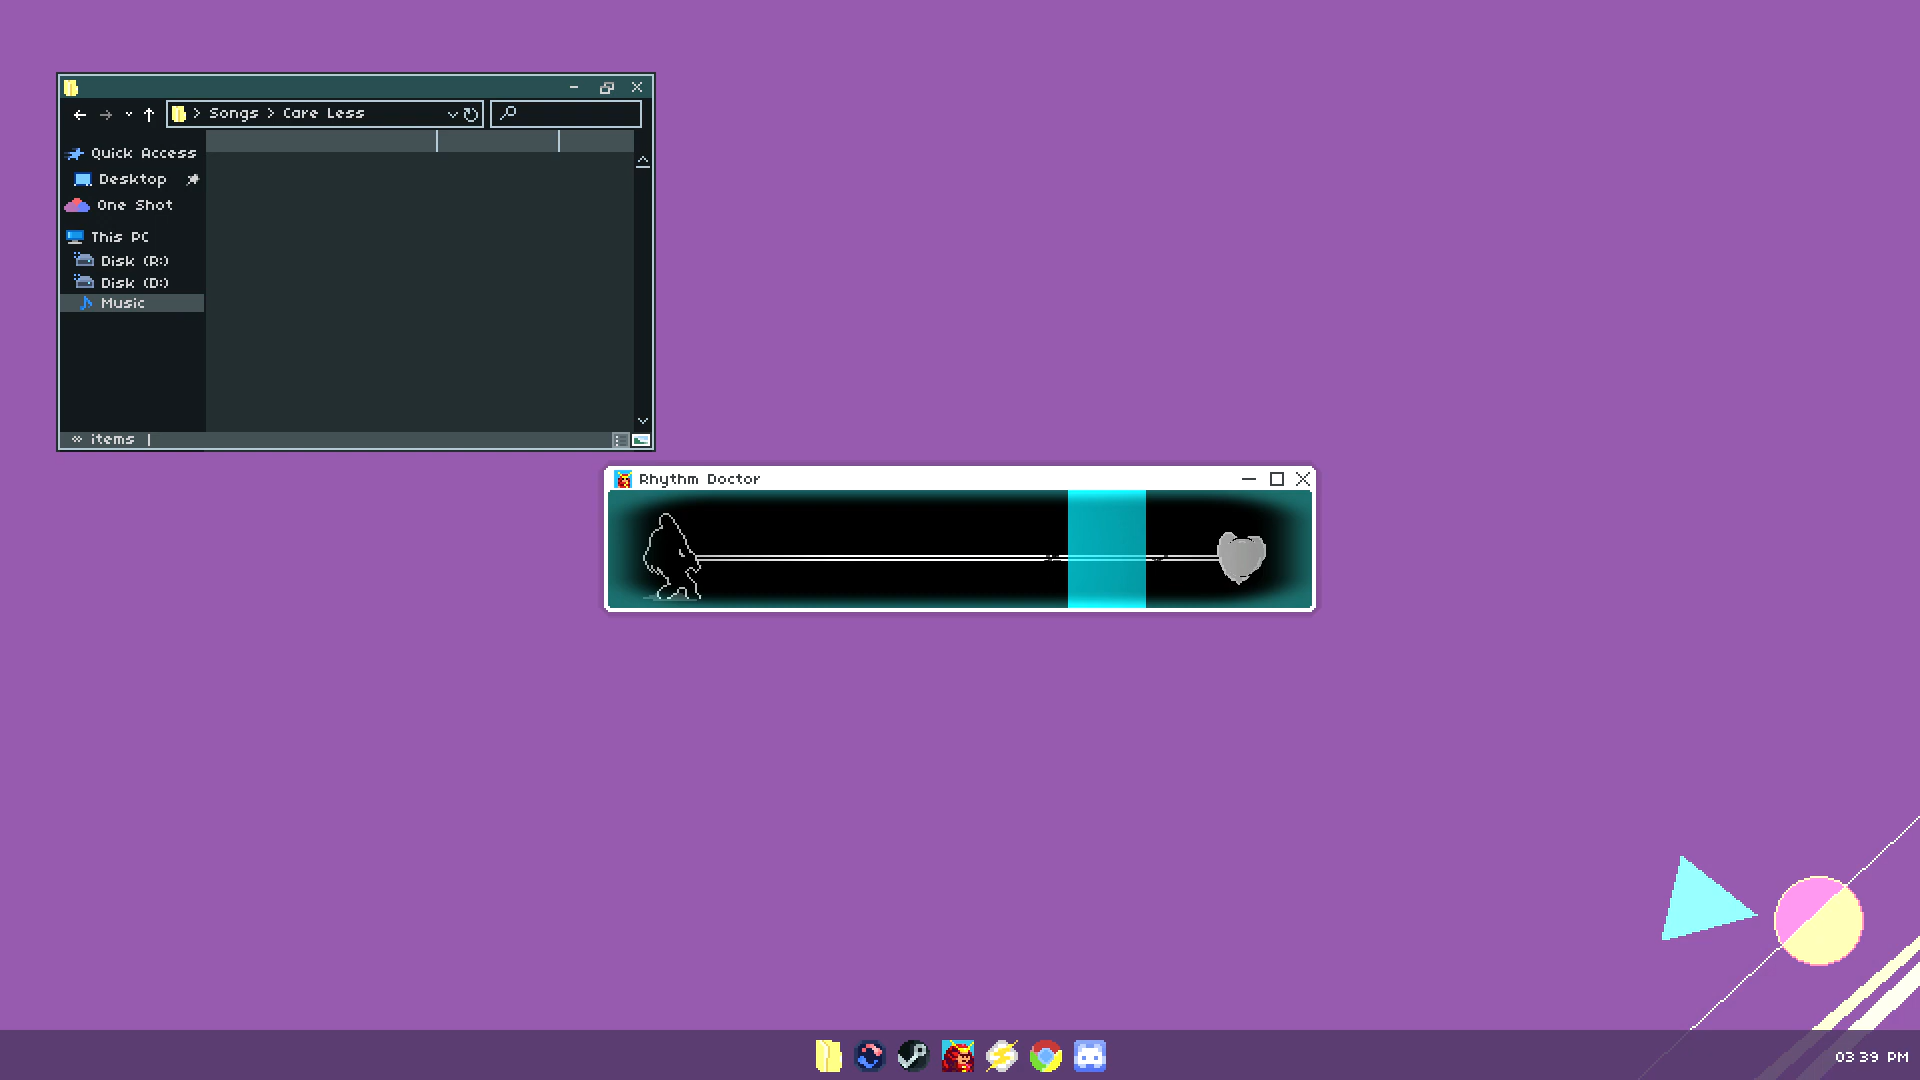 > Songs > Care Less
Quick Access
Desktop
One Shot
This PC
Disk (R:)
Disk (D:)
Music
∞ items |
Rhythm Doctor
03 39 PM